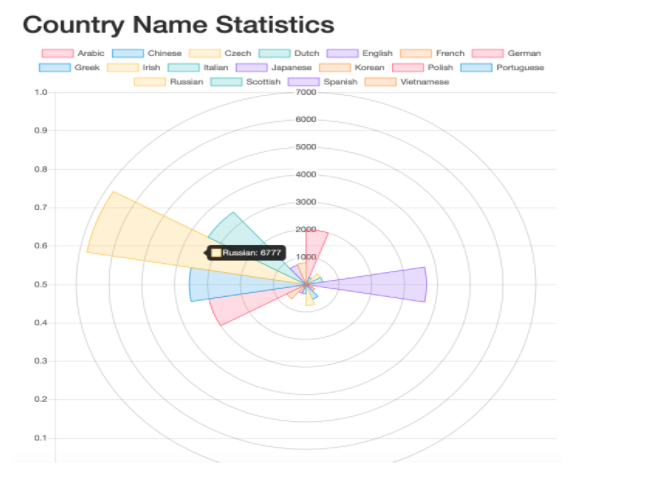 Country Name Statistics
Arabic Chinese Czech Dutch English French German
Greek Irish Italian Japanese Korean Polish Portuguese
Russian Scottish Spanish Vietnamese
1.0 7000
0.9 6000
0.8 5000
4000
0.7 3000
2000
0.6 1000
Russian: 6777
0.5
0.4
0.3
0.2
0.1